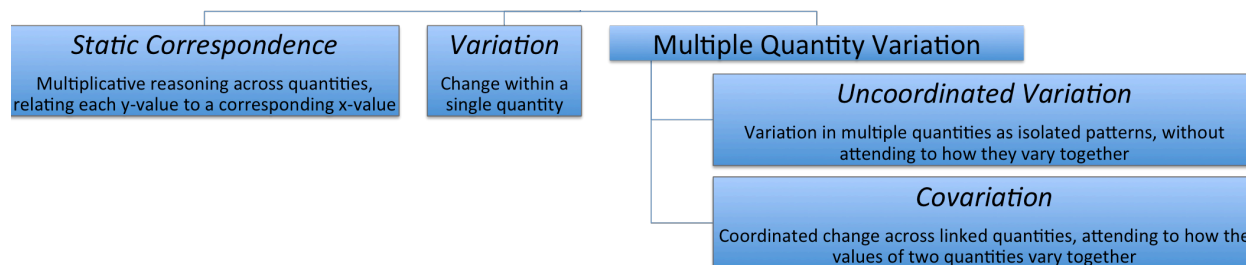 Static Correspondence
Multiplicative reasoning across quantities,
relating each y-value to a corresponding x-value
Variation
Change within a
single quantity
Multiple Quantity Variation
Uncoordinated Variation
Variation in multiple quantities as isolated patterns, without
attending to how they vary together
Covariation
Coordinated change across linked quantities, attending to how the
values of two quantities vary together